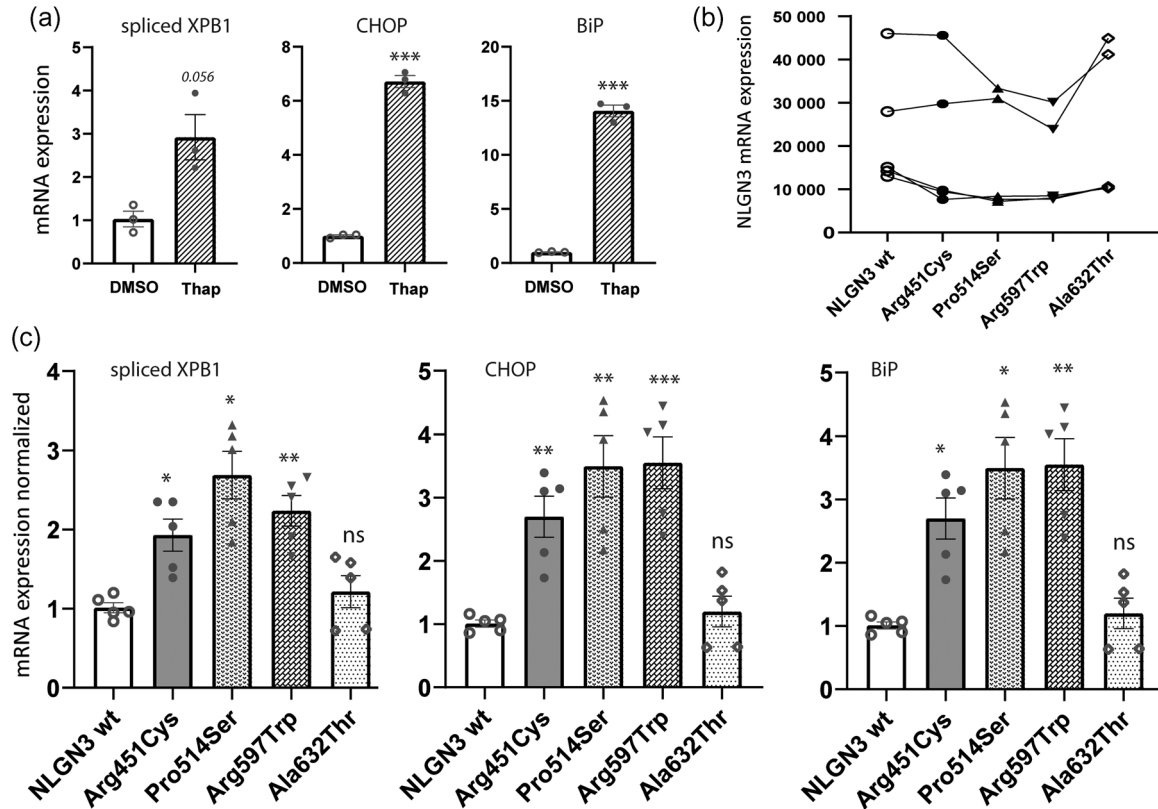 (a)
spliced XPB1
CHOP
BiP
mRNA expression
5
4
3
2
1
0
0.056
DMSO
Thap
8
6
4
2
0
***
DMSO
Thap
20
15
10
5
0
***
DMSO
Thap
(b)
NLGN3 mRNA expression
50 000
40 000
30 000
20 000
10 000
0
NLGN3 wt
Arg451Cys
Pro514Ser
Arg597Trp
Ala632Thr
(c)
spliced XPB1
mRNA expression normalized
4
3
2
1
0
*
*
**
ns
NLGN3 wt
Arg451Cys
Pro514Ser
Arg597Trp
Ala632Thr
CHOP
5
4
3
2
1
0
**
**
***
ns
NLGN3 wt
Arg451Cys
Pro514Ser
Arg597Trp
Ala632Thr
BiP
5
4
3
2
1
0
*
*
**
ns
NLGN3 wt
Arg451Cys
Pro514Ser
Arg597Trp
Ala632Thr